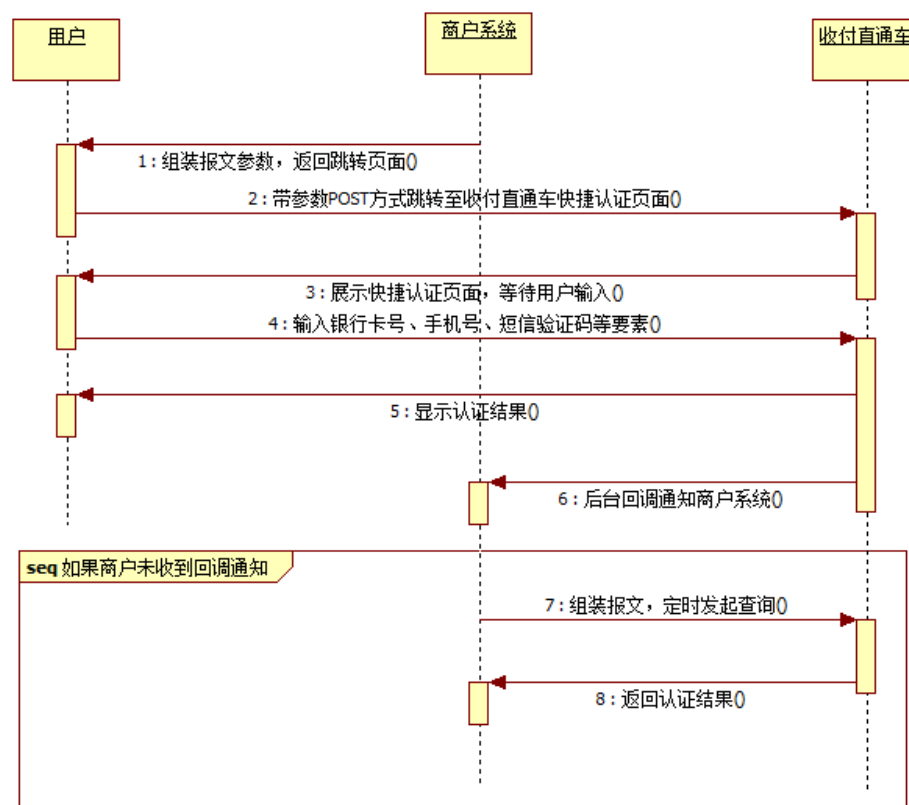 用户
商户系统
收付直通车
1:组装报文参数，返回跳转页面()
2:带参数POST方式跳转至收付直通车快捷认证页面()
3:展示快捷认证页面，等待用户输入()
4:输入银行卡号、手机号、短信验证码等要素()
5:显示认证结果()
6:后台回调通知商户系统()
seq 如果商户未收到回调通知
7:组装报文，定时发起查询()
8:返回认证结果()